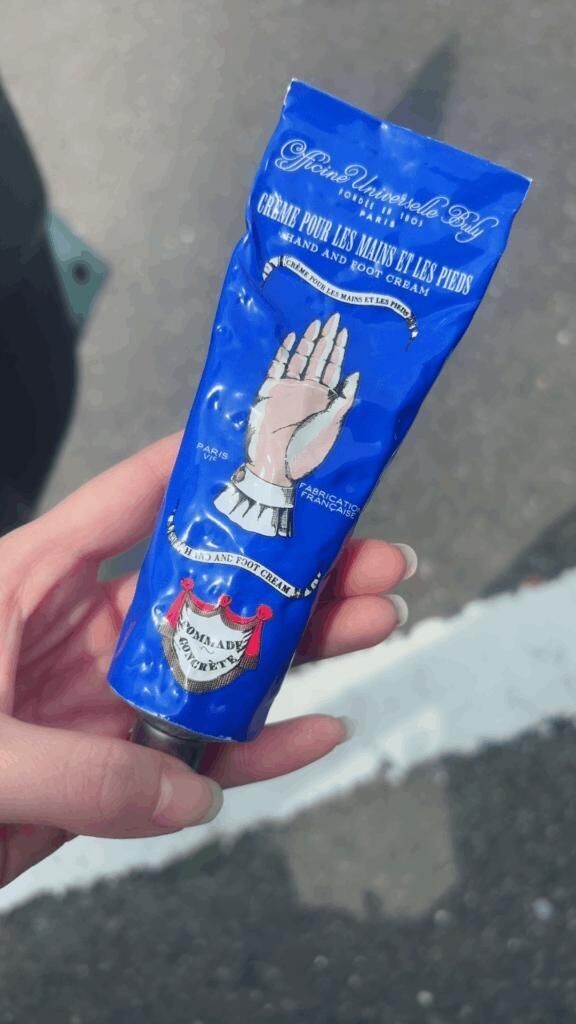 Officine Universelle Buly
FONDÉE EN 1803
PARIS
CRÈME POUR LES MAINS ET LES PIEDS
HAND AND FOOT CREAM
CRÈME POUR LES MAINS ET LES PIEDS
PARIS
VIE
FABRICATION
FRANÇAISE
HAND AND FOOT CREAM
POMMADE
CONCRÈTE